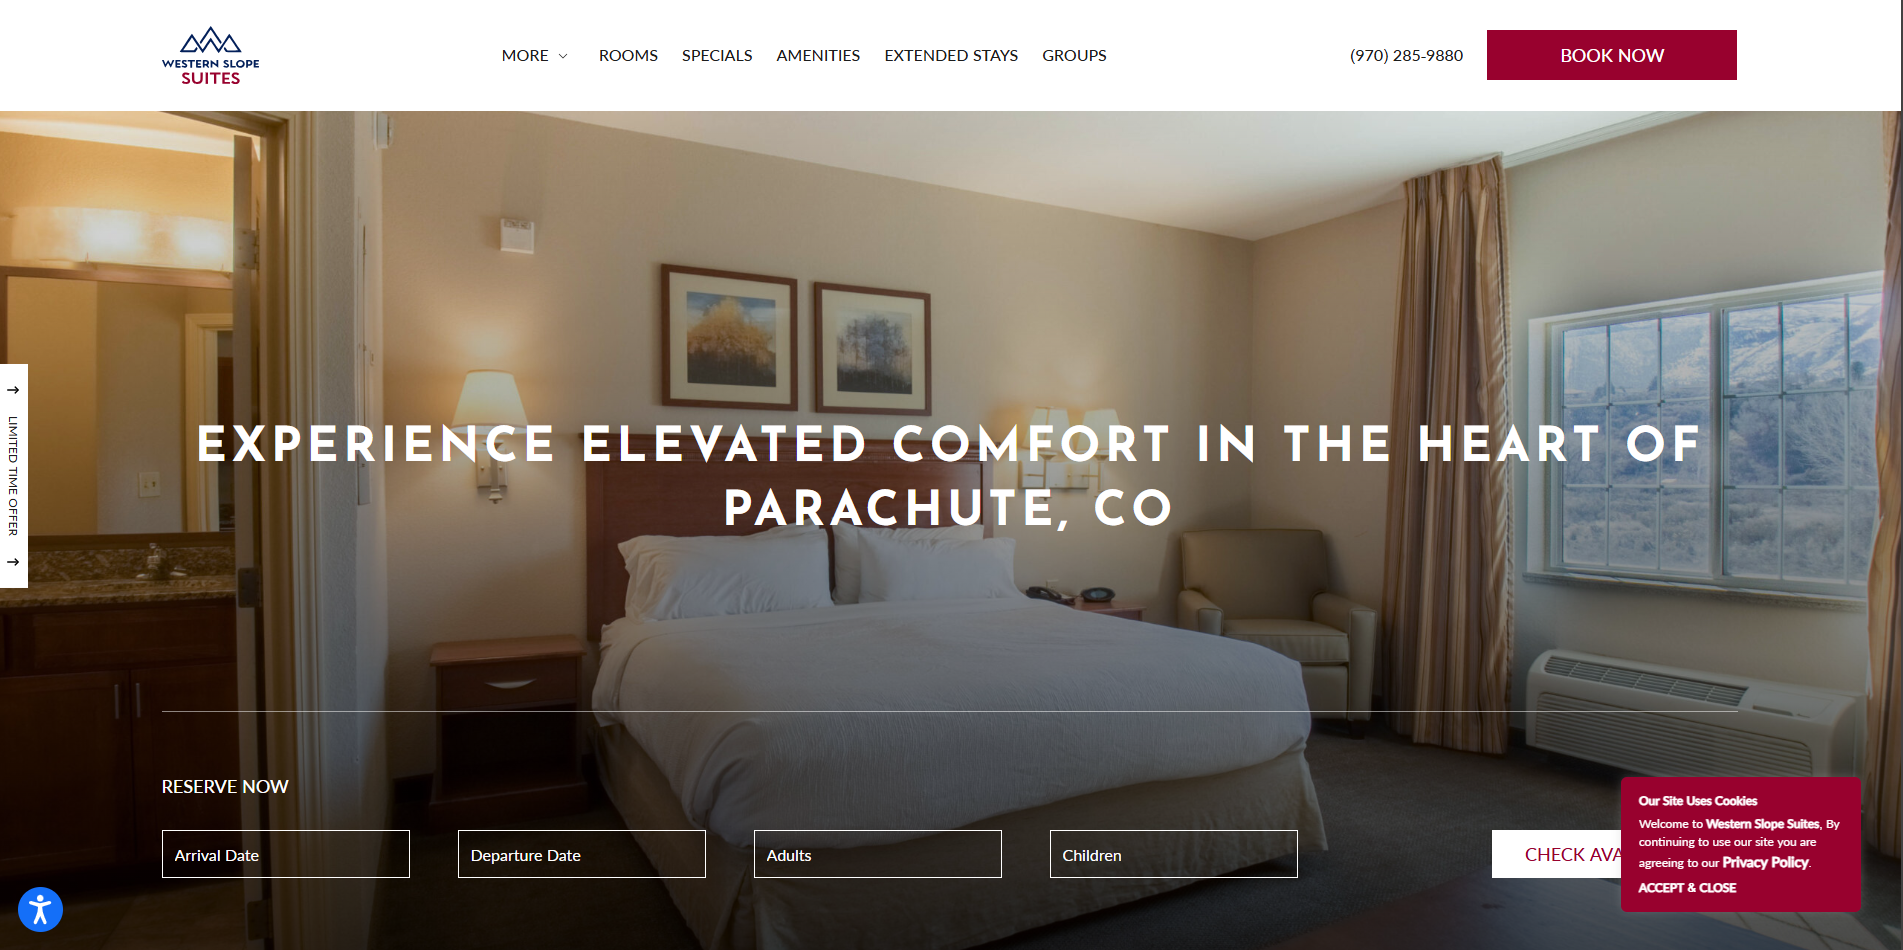 WESTERN SLOPE
SUITES
MORE
ROOMS
SPECIALS
AMENITIES
EXTENDED STAYS
GROUPS
(970) 285-9880
BOOK NOW
LIMITED TIME OFFER
EXPERIENCE ELEVATED COMFORT IN THE HEART OF
PARACHUTE, CO
RESERVE NOW
Arrival Date
Departure Date
Adults
Children
CHECK AVA
Our Site Uses Cookies
Welcome to Western Slope Suites, By
continuing to use our site you are
agreeing to our Privacy Policy.
ACCEPT & CLOSE